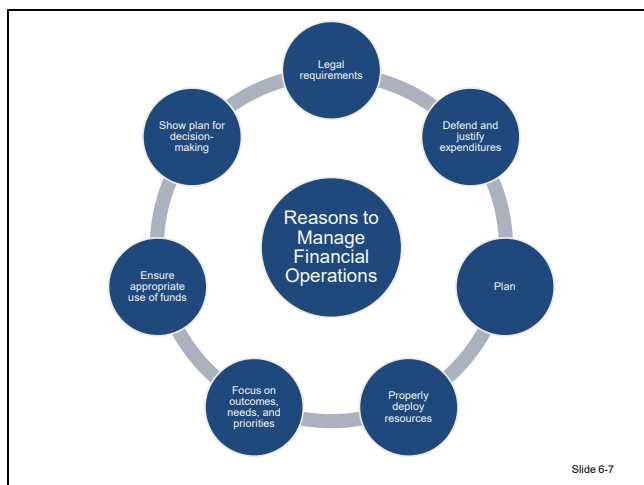 Legal
requirements
Defend and
justify
expenditures
Plan
Properly
deploy
resources
Focus on
outcomes,
needs, and
priorities
Ensure
appropriate
use of funds
Show plan for
decision-
making
Reasons to
Manage
Financial
Operations
Slide 6-7